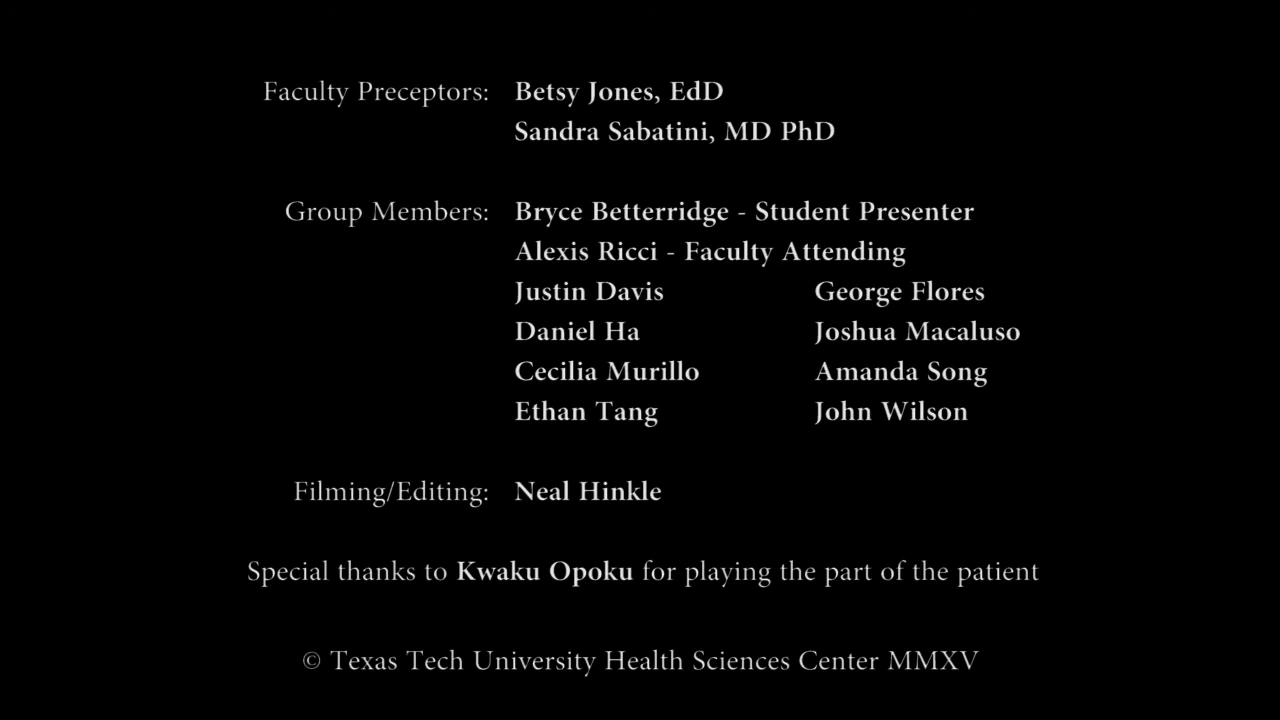 Faculty Preceptors: Betsy Jones, EdD
Sandra Sabatini, MD PhD
Group Members: Bryce Betterridge - Student Presenter
Alexis Ricci - Faculty Attending
Justin Davis George Flores
Daniel Ha Joshua Macaluso
Cecilia Murillo Amanda Song
Ethan Tang John Wilson
Filming/Editing: Neal Hinkle
Special thanks to Kwaku Opoku for playing the part of the patient
© Texas Tech University Health Sciences Center MMXV